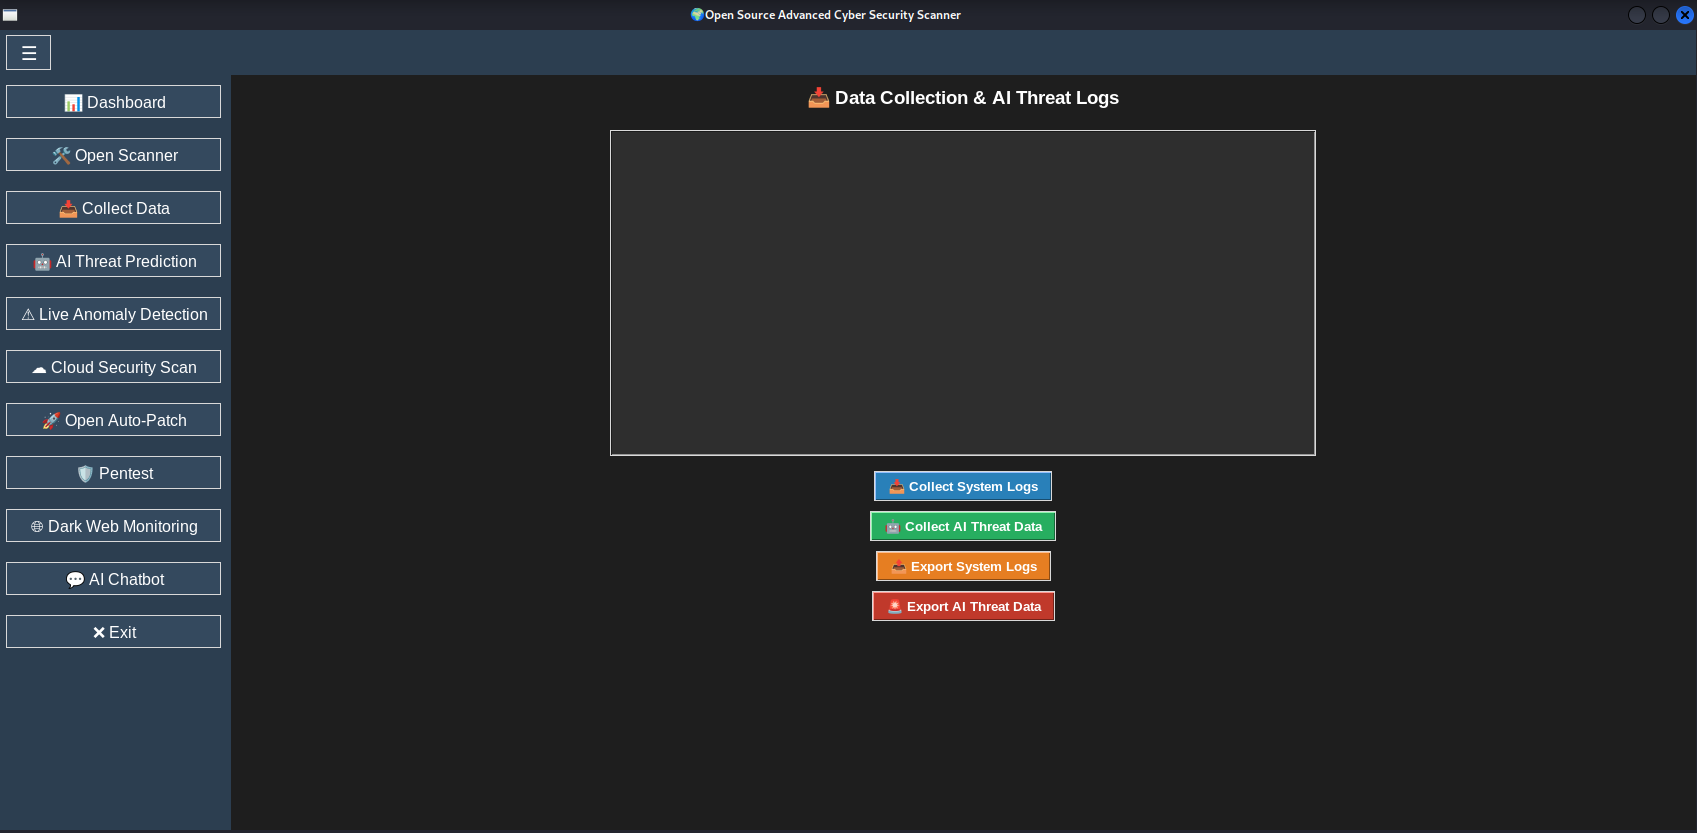 🌍Open Source Advanced Cyber Security Scanner
☰
📊 Dashboard
🛠️ Open Scanner
📥 Collect Data
🤖 AI Threat Prediction
⚠ Live Anomaly Detection
☁ Cloud Security Scan
🚀 Open Auto-Patch
🛡️ Pentest
🌐 Dark Web Monitoring
💬 AI Chatbot
❌ Exit
📥 Data Collection & AI Threat Logs
📥 Collect System Logs
🤖 Collect AI Threat Data
📤 Export System Logs
🚨 Export AI Threat Data